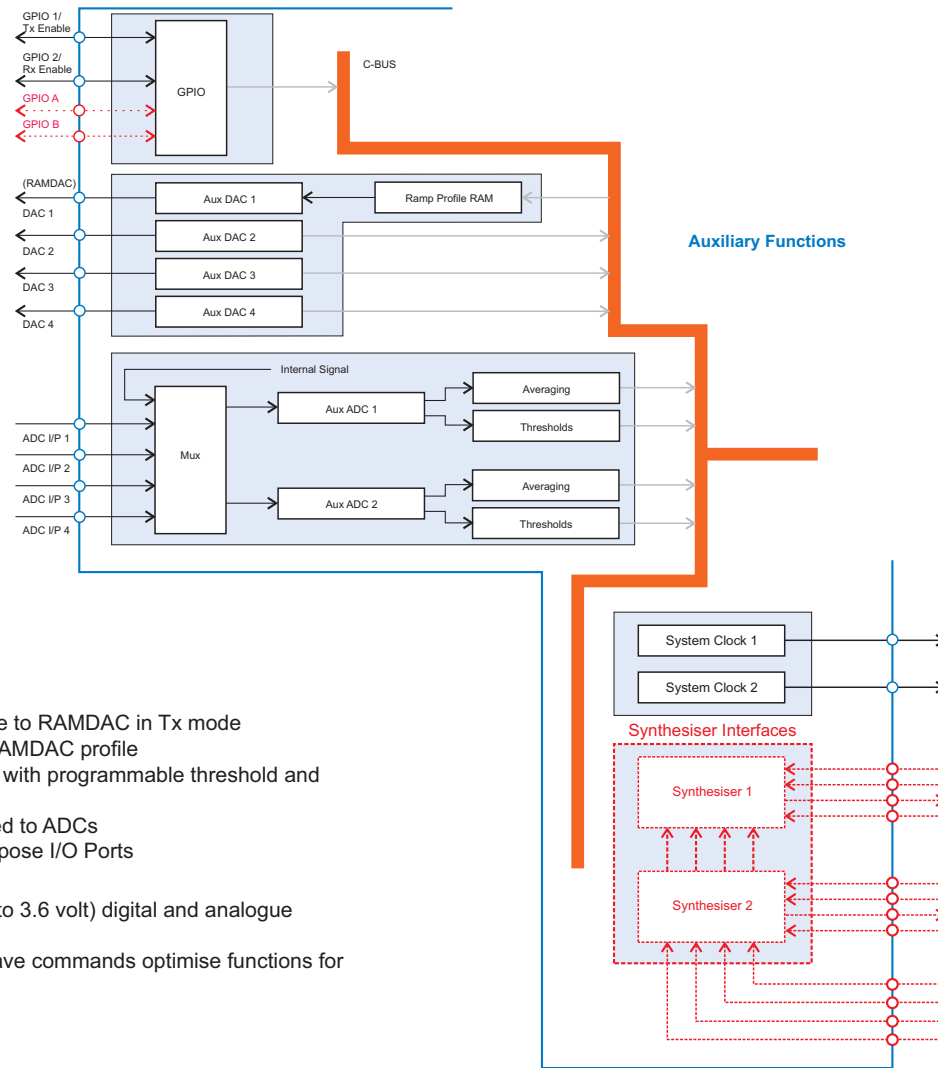 GPIO 1/
Tx Enable
GPIO 2/
Rx Enable
GPIO A
GPIO B
GPIO
C-BUS
(RAMDAC)
DAC 1
DAC 2
DAC 3
DAC 4
Aux DAC 1
Ramp Profile RAM
Aux DAC 2
Aux DAC 3
Aux DAC 4
Auxiliary Functions
Internal Signal
ADC I/P 1
ADC I/P 2
ADC I/P 3
ADC I/P 4
Mux
Aux ADC 1
Averaging
Thresholds
Aux ADC 2
Averaging
Thresholds
System Clock 1
System Clock 2
Synthesiser Interfaces
Synthesiser 1
Synthesiser 2
e to RAMDAC in Tx mode
AMDAC profile
with programmable threshold and
ed to ADCs
pose I/O Ports
to 3.6 volt) digital and analogue
ave commands optimise functions for